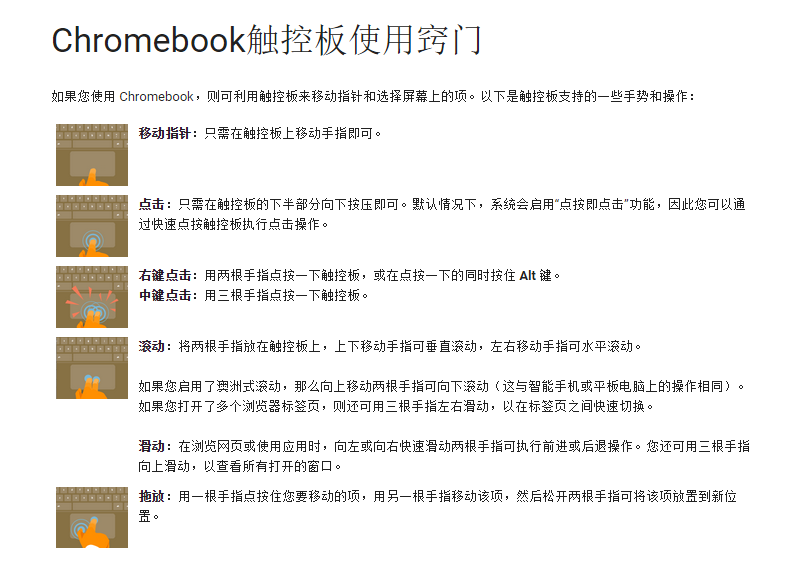 Chromebook触控板使用窍门
如果您使用 Chromebook，则可利用触控板来移动指针和选择屏幕上的项。以下是触控板支持的一些手势和操作：
移动指针：只需在触控板上移动手指即可。
点击：只需在触控板的下半部分向下按压即可。默认情况下，系统会启用“点按即点击”功能，因此您可以通
过快速点按触控板执行点击操作。
右键点击：用两根手指点按一下触控板，或在点按一下的同时按住 Alt 键。
中键点击：用三根手指点按一下触控板。
滚动：将两根手指放在触控板上，上下移动手指可垂直滚动，左右移动手指可水平滚动。
如果您启用了澳洲式滚动，那么向上移动两根手指可向下滚动（这与智能手机或平板电脑上的操作相同）。
如果您打开了多个浏览器标签页，则还可用三根手指左右滑动，以在标签页之间快速切换。
滑动：在浏览网页或使用应用时，向左或向右快速滑动两根手指可执行前进或后退操作。您还可用三根手指
向上滑动，以查看所有打开的窗口。
拖放：用一根手指点按住您要移动的项，用另一根手指移动该项，然后松开两根手指可将该项放置到新位
置。